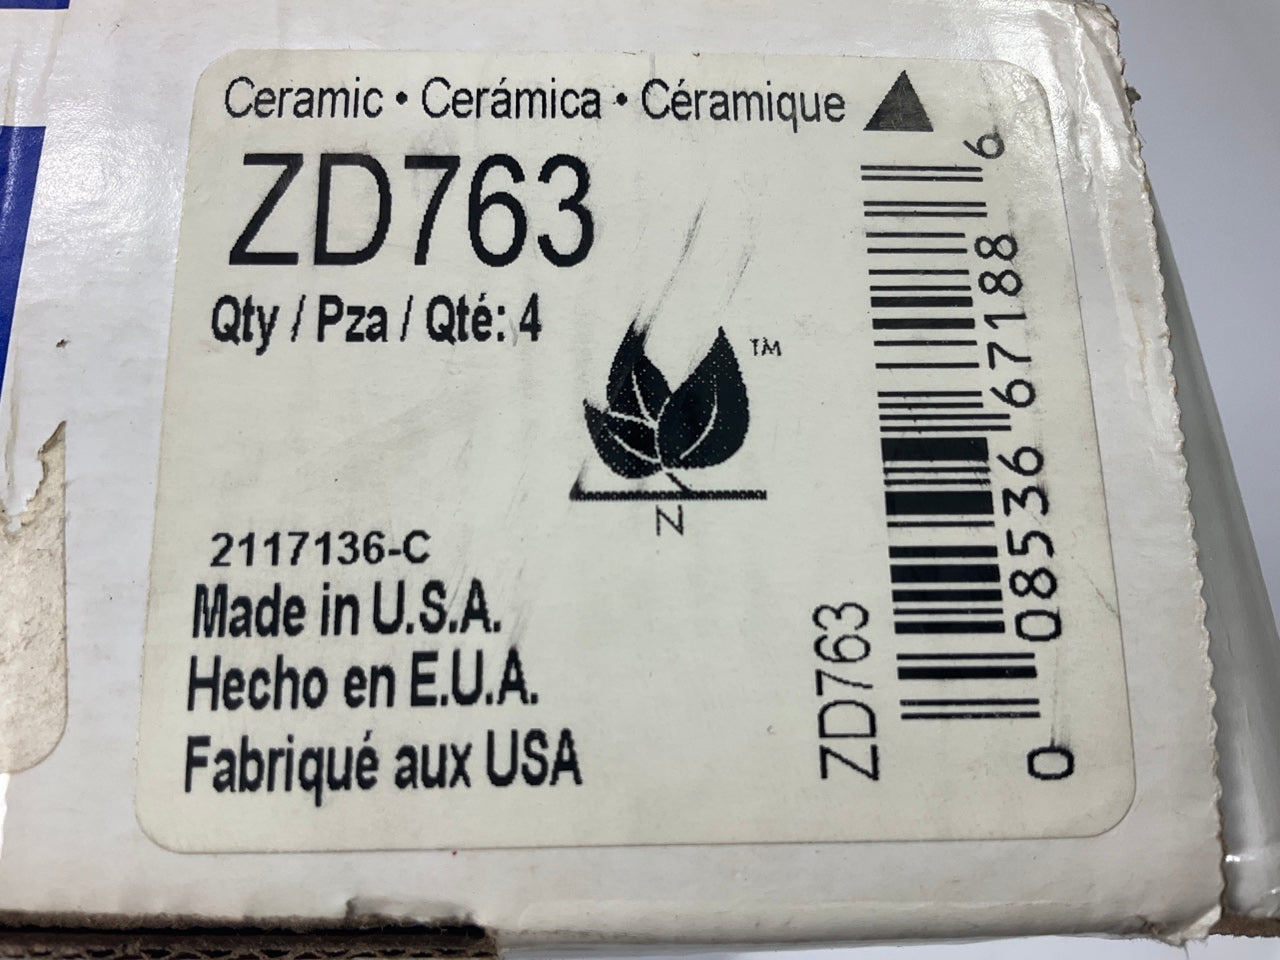 Ceramic • Cerámica • Céramique
ZD763
Qty / Pza / Qté: 4
TM
N
2117136-C
Made in U.S.A.
Hecho en E.U.A.
Fabriqué aux USA
ZD763
0 08536 67188 6